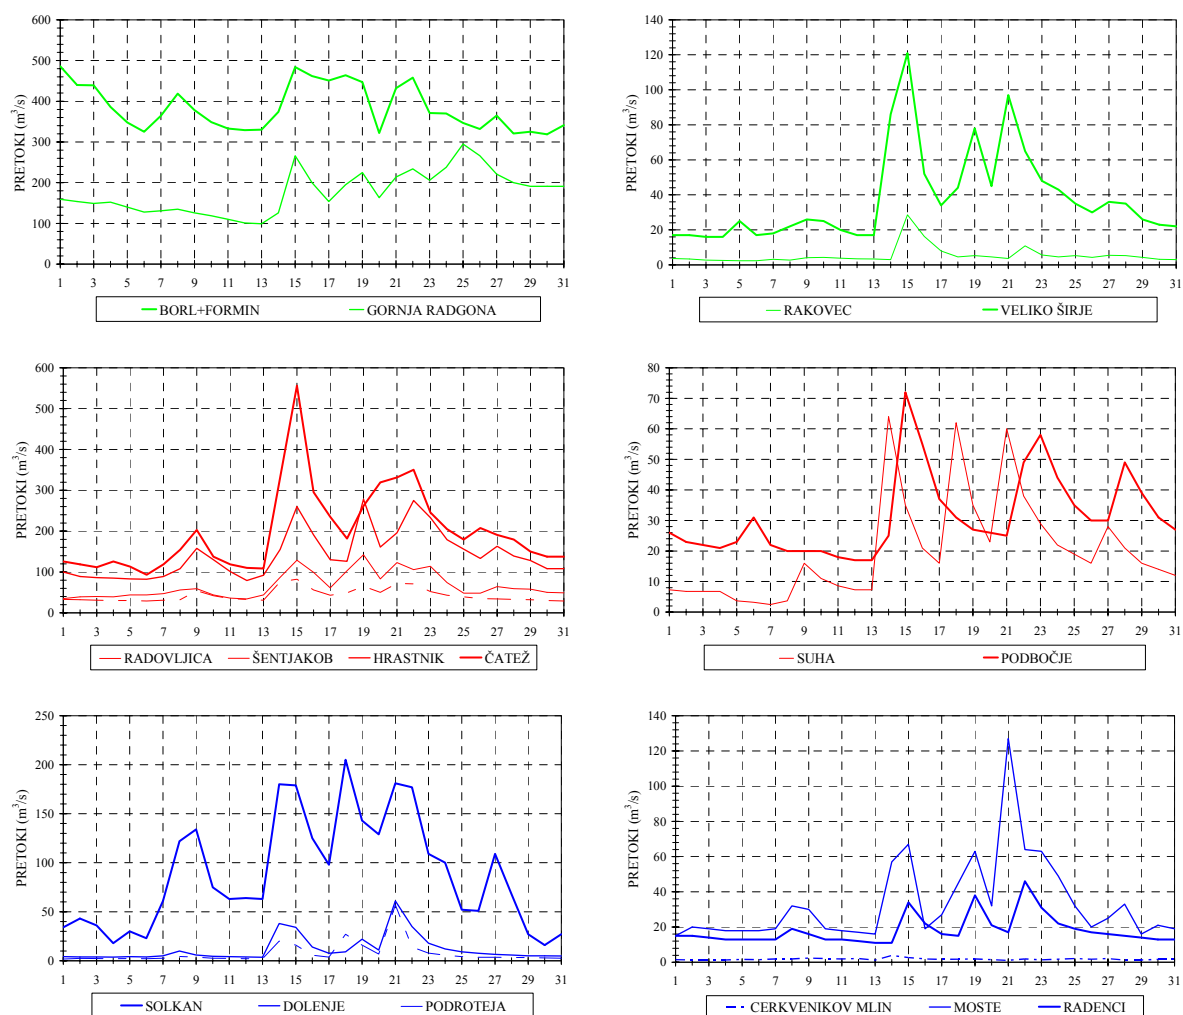 600
500
400
300
200
100
0
PRETOKI (m³/s)
1 3 5 7 9 11 13 15 17 19 21 23 25 27 29 31
BORL+FORMIN GORNJA RADGONA
140
120
100
80
60
40
20
0
PRETOKI (m³/s)
1 3 5 7 9 11 13 15 17 19 21 23 25 27 29 31
RAKOVEC VELIKO ŠIRJE
600
500
400
300
200
100
0
PRETOKI (m³/s)
1 3 5 7 9 11 13 15 17 19 21 23 25 27 29 31
RADOVLJICA ŠENTJAKOB HRASTNIK ČATEŽ
80
70
60
50
40
30
20
10
0
PRETOKI (m³/s)
1 3 5 7 9 11 13 15 17 19 21 23 25 27 29 31
SUHA PODBOČJE
250
200
150
100
50
0
PRETOKI (m³/s)
1 3 5 7 9 11 13 15 17 19 21 23 25 27 29 31
SOLKAN DOLENJE PODROTEJA
140
120
100
80
60
40
20
0
PRETOKI (m³/s)
1 3 5 7 9 11 13 15 17 19 21 23 25 27 29 31
CERKVENIKOV MLIN MOSTE RADENCI